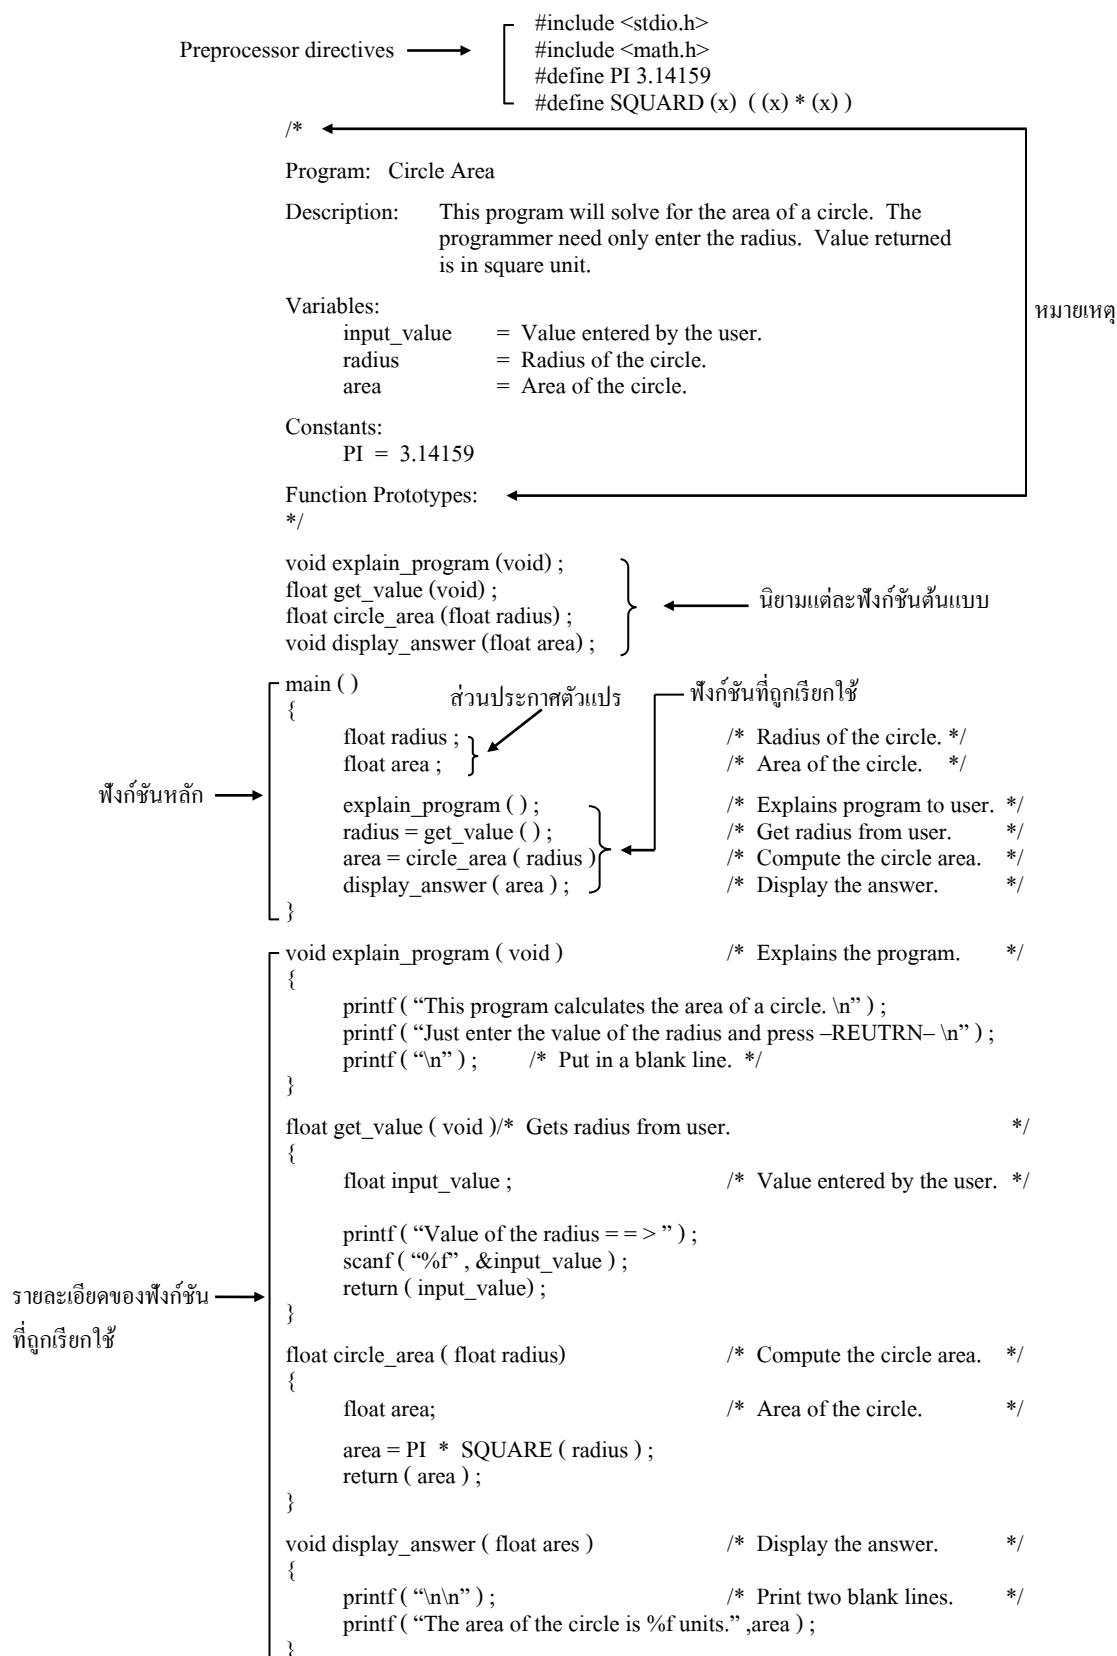 #include <stdio.h>
Preprocessor directives #include <math.h>
#define PI 3.14159
#define SQUARD (x) ( (x) * (x) )
/*
Program: Circle Area
Description: This program will solve for the area of a circle. The
programmer need only enter the radius. Value returned
is in square unit.
Variables:
หมายเหตุ
input_value = Value entered by the user.
radius = Radius of the circle.
area = Area of the circle.
Constants:
PI = 3.14159
Function Prototypes:
*/
void explain_program (void) ;
float get_value (void) ;
นิยามแต่ละฟังก์ชันต้นแบบ
float circle_area (float radius) ;
void display_answer (float area) ;
main ( )
ส่วนประกาศตัวแปร ฟังก์ชันที่ถูกเรียกใช้
{
float radius ; /* Radius of the circle. */
float area ; /* Area of the circle. */
ฟังก์ชันหลัก
explain_program ( ) ; /* Explains program to user. */
radius = get_value ( ) ; /* Get radius from user. */
area = circle_area ( radius ) /* Compute the circle area. */
display_answer ( area ) ; /* Display the answer. */
}
void explain_program ( void ) /* Explains the program. */
{
printf ( “This program calculates the area of a circle. \n” ) ;
printf ( “Just enter the value of the radius and press –REUTRN– \n” ) ;
printf ( “\n” ) ; /* Put in a blank line. */
}
float get_value ( void )/* Gets radius from user. */
{
float input_value ; /* Value entered by the user. */
printf ( “Value of the radius = = > ” ) ;
scanf ( “%f” , &input_value ) ;
return ( input_value) ;
รายละเอียดของฟังก์ชัน
}
ที่ถูกเรียกใช้
float circle_area ( float radius) /* Compute the circle area. */
{
float area; /* Area of the circle. */
area = PI * SQUARE ( radius ) ;
return ( area ) ;
}
void display_answer ( float ares ) /* Display the answer. */
{
printf ( “\n\n” ) ; /* Print two blank lines. */
printf ( “The area of the circle is %f units.” ,area ) ;
}